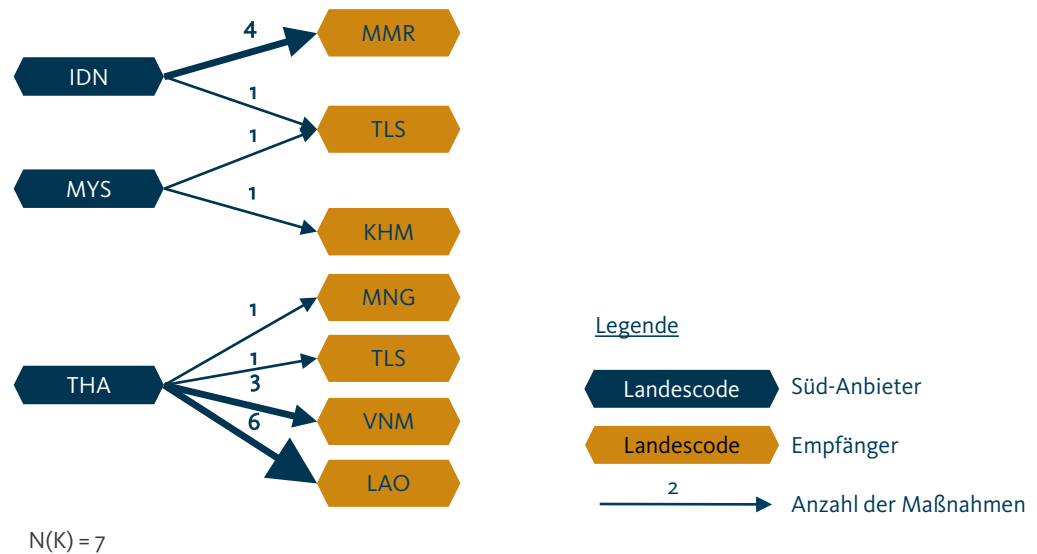 4
MMR
IDN
1
TLS
1
MYS
1
KHM
MNG
1
Legende
TLS
1
THA
3
Landescode
Süd-Anbieter
VNM
6
Landescode
Empfänger
LAO
2
Anzahl der Maßnahmen
N(K) = 7